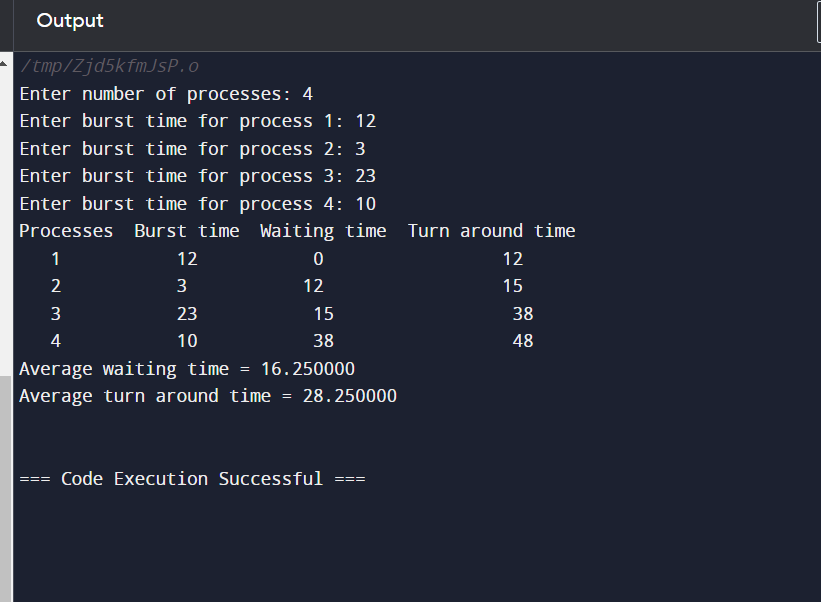 Output
/tmp/Zjd5kfmJsP.o
Enter number of processes: 4
Enter burst time for process 1: 12
Enter burst time for process 2: 3
Enter burst time for process 3: 23
Enter burst time for process 4: 10
Processes  Burst time  Waiting time  Turn around time
1 12 0 12
2 3 12 15
3 23 15 38
4 10 38 48
Average waiting time = 16.250000
Average turn around time = 28.250000
=== Code Execution Successful ===